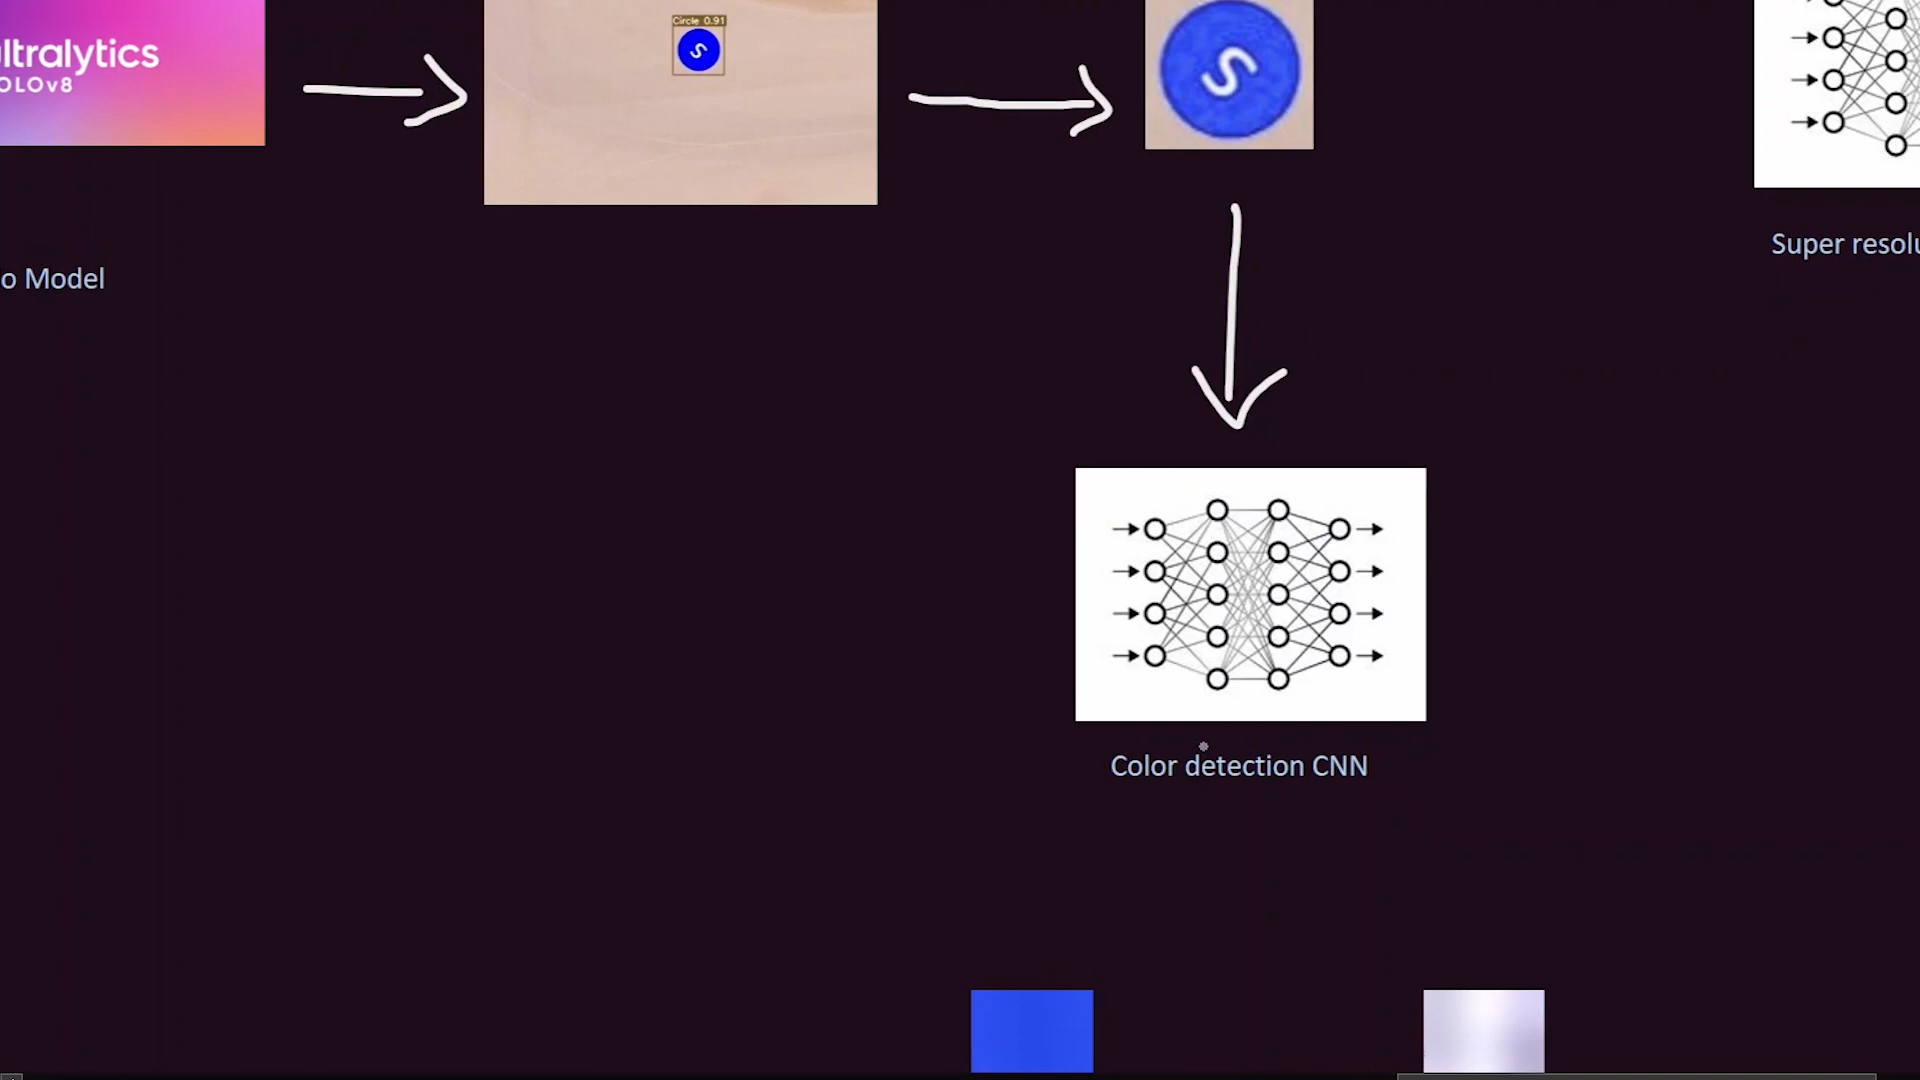 Circle 0.91
ltralytics
OLOv8
S
S
Super resolu
o Model
Color detection CNN